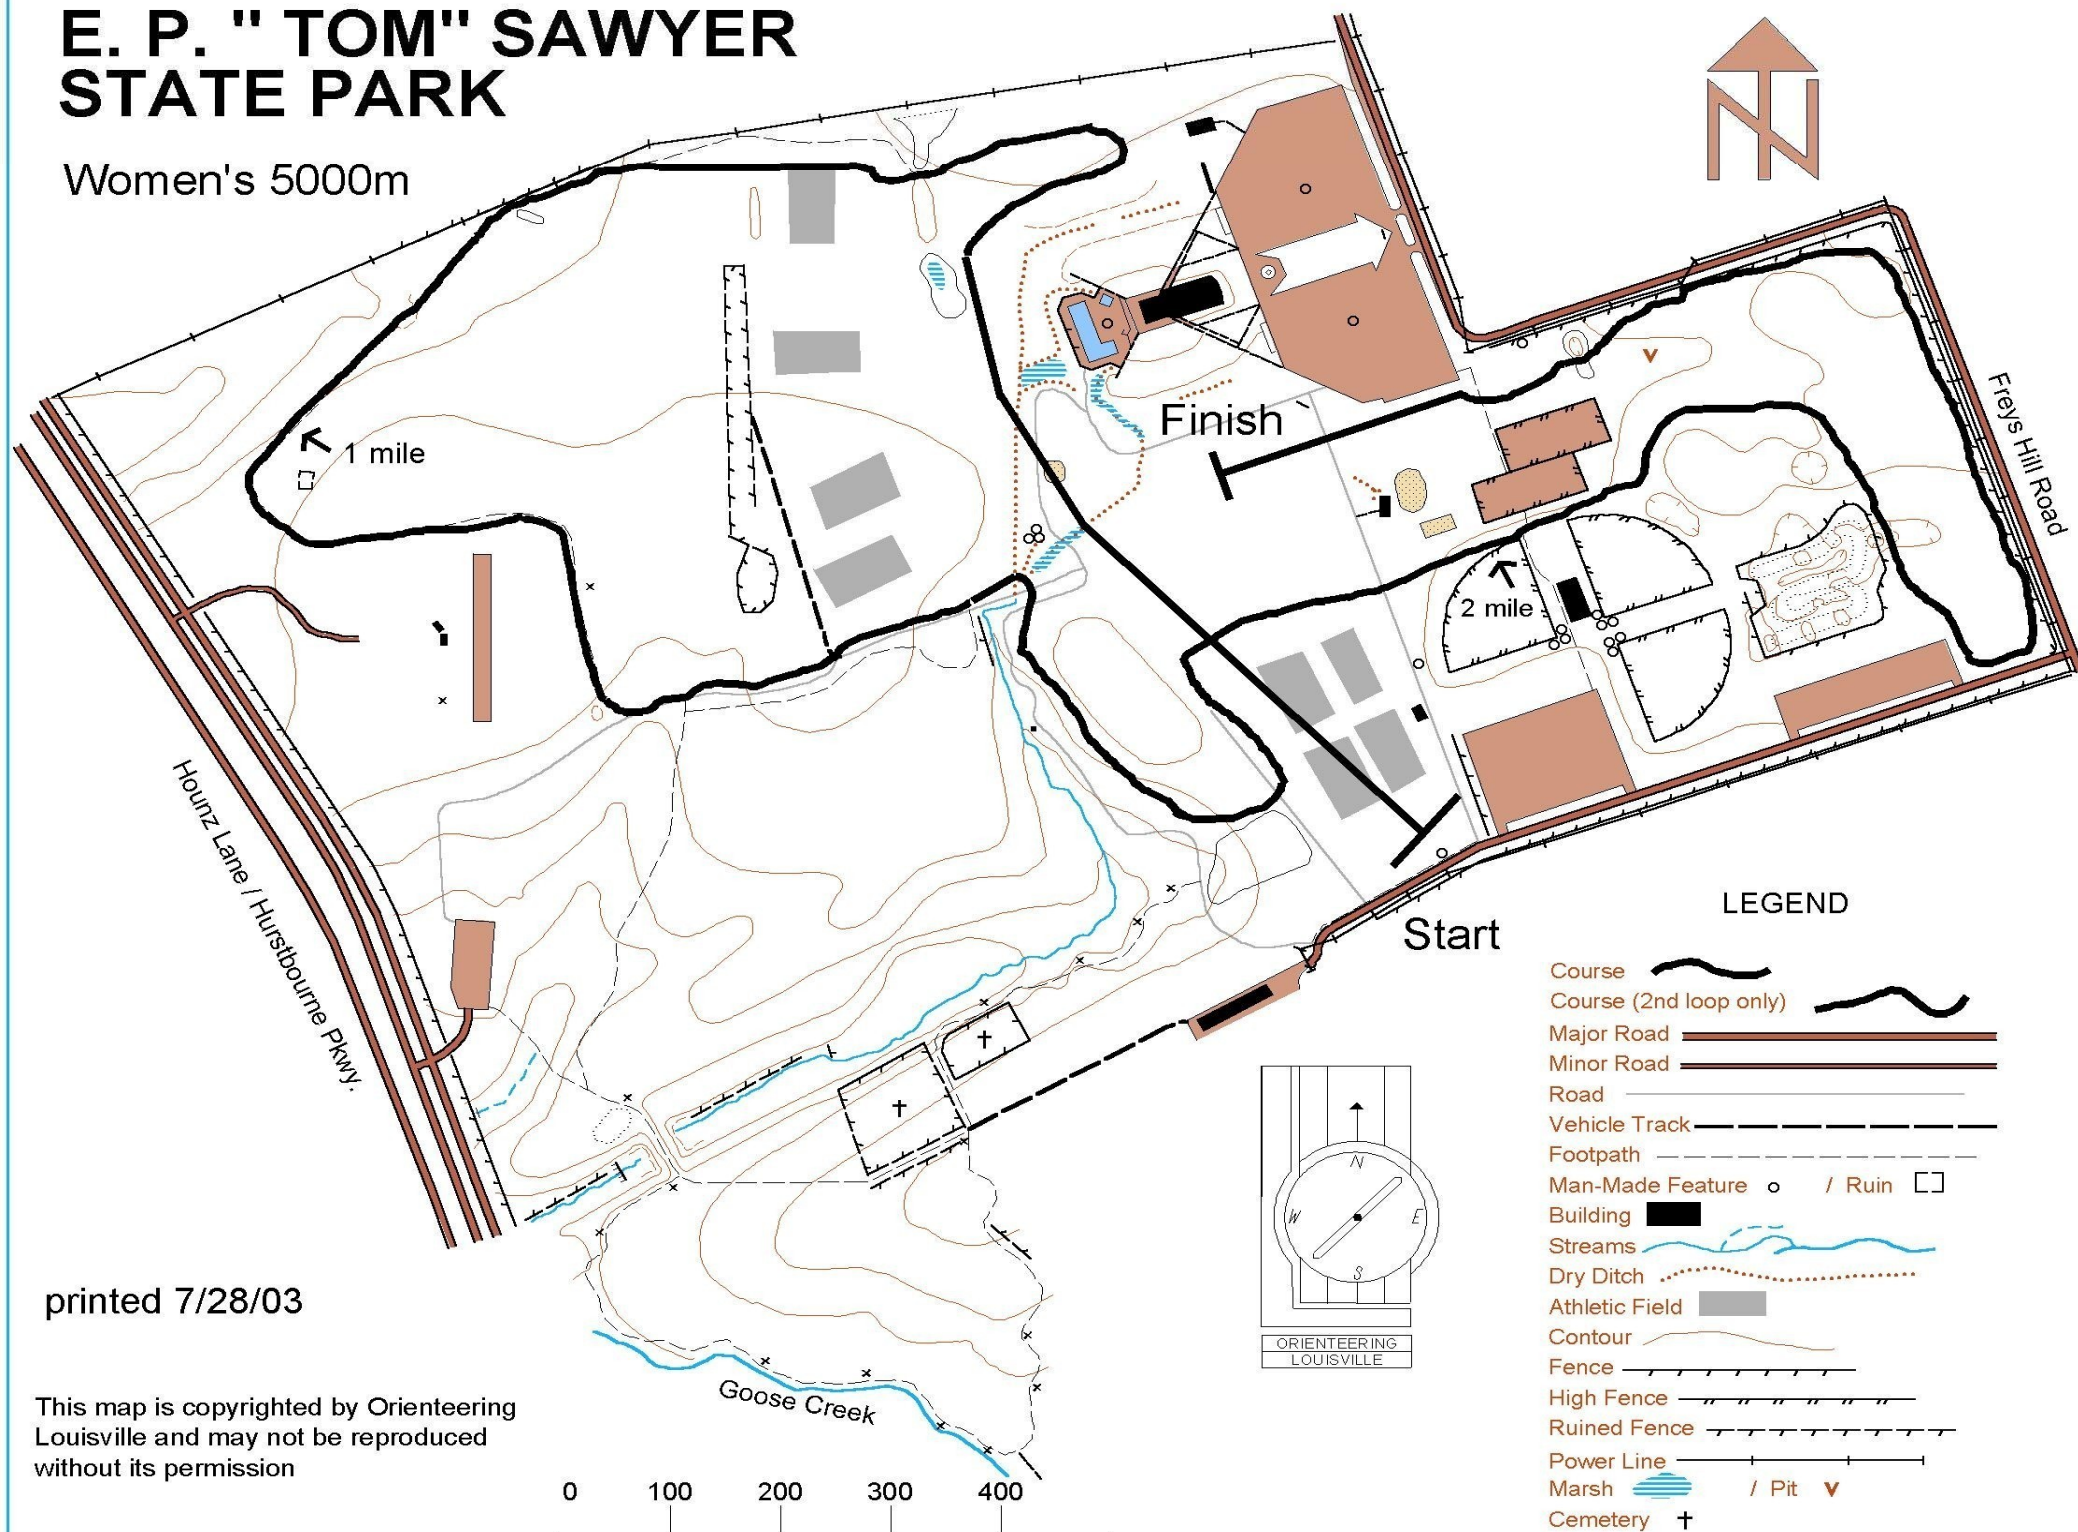 E. P. " TOM" SAWYER
STATE PARK
Women's 5000m
N
1 mile
Finish
Freys Hill Road
2 mile
Hounz Lane / Hurstbourne Pkwy.
Start
LEGEND
Course
Course (2nd loop only)
Major Road
Minor Road
Road
Vehicle Track
Footpath
Man-Made Feature / Ruin
Building
Streams
Dry Ditch
Athletic Field
Contour
Fence
High Fence
Ruined Fence
Power Line
Marsh / Pit
Cemetery
N
W E
S
ORIENTEERING
LOUISVILLE
printed 7/28/03
Goose Creek
This map is copyrighted by Orienteering
Louisville and may not be reproduced
without its permission
0 100 200 300 400